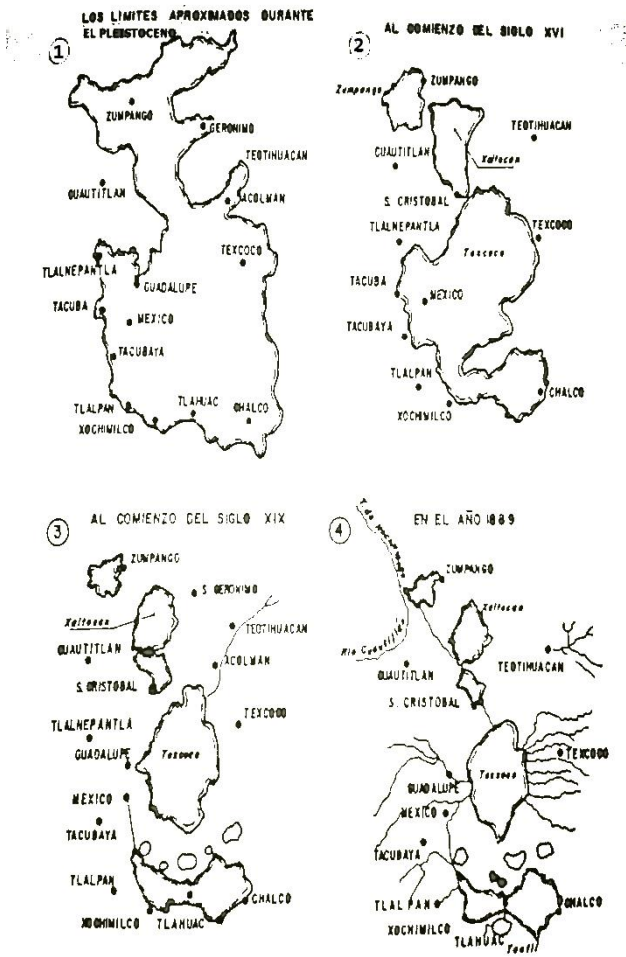 LOS LIMITES APROXIMADOS DURANTE
EL PLEISTOCENO
1
ZUMPANGO
GERONIMO
TEOTIHUACAN
CUAUTITLAN
ACOLMAN
TEXCOCO
TLALNEPANTLA
GUADALUPE
TACUBA
MEXICO
TACUBAYA
TLALPAN
TLAHUAC
CHALCO
XOCHIMILCO
AL COMIENZO DEL SIGLO XVI
2
ZUMPANGO
Zumpango
TEOTIHUACAN
CUAUTITLAN
Xaltocan
S. CRISTOBAL
TLALNEPANTLA
TEXCOCO
Texcoco
TACUBA
MEXICO
TACUBAYA
TLALPAN
CHALCO
XOCHIMILCO
AL COMIENZO DEL SIGLO XIX
3
ZUMPANGO
S. GERONIMO
Xaltocan
TEOTIHUACAN
CUAUTITLAN
ACOLMAN
S. CRISTOBAL
TLALNEPANTLA
TEXCOCO
GUADALUPE
Texcoco
MEXICO
TACUBAYA
TLALPAN
CHALCO
XOCHIMILCO
TLAHUAC
EN EL AÑO 1889
4
ZUMPANGO
Xaltocan
Rio Cuautitlán
CUAUTITLAN
TEOTIHUACAN
S. CRISTOBAL
TEXCOCO
Texcoco
GUADALUPE
MEXICO
TACUBAYA
TLALPAN
CHALCO
XOCHIMILCO
TLAHUAC